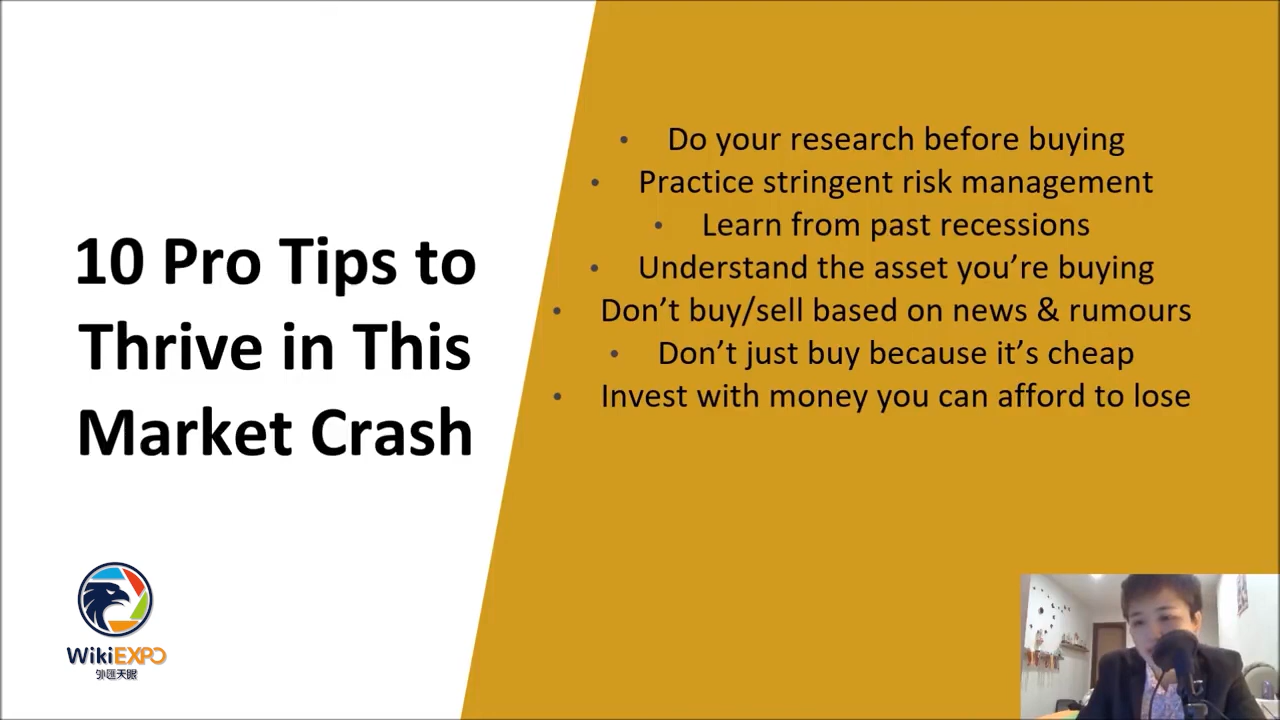 10 Pro Tips to
Thrive in This
Market Crash
• Do your research before buying
• Practice stringent risk management
• Learn from past recessions
• Understand the asset you’re buying
• Don’t buy/sell based on news & rumours
• Don’t just buy because it’s cheap
• Invest with money you can afford to lose
WikiEXPO
外匯天眼